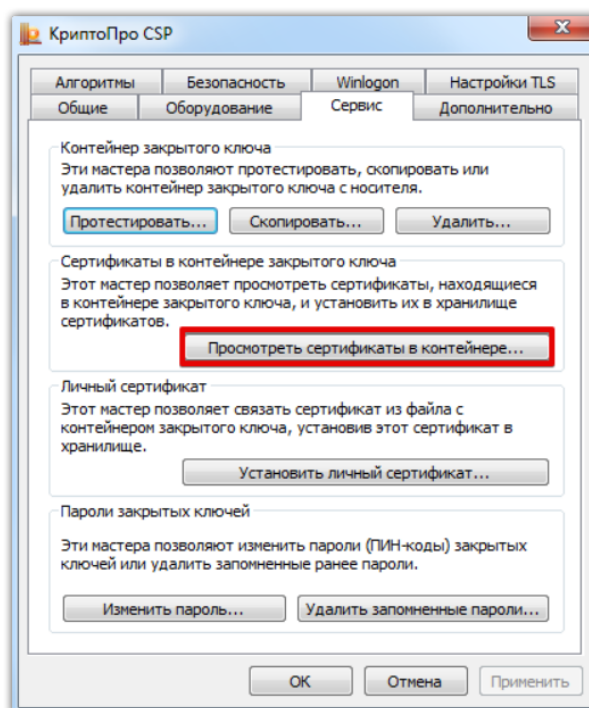 КриптоПро CSP
Алгоритмы Безопасность Winlogon Настройки TLS
Общие Оборудование Сервис Дополнительно
Контейнер закрытого ключа
Эти мастера позволяют протестировать, скопировать или
удалить контейнер закрытого ключа с носителя.
Протестировать... Скопировать... Удалить...
Сертификаты в контейнере закрытого ключа
Этот мастер позволяет просмотреть сертификаты, находящиеся
в контейнере закрытого ключа, и установить их в хранилище
сертификатов.
Просмотреть сертификаты в контейнере...
Личный сертификат
Этот мастер позволяет связать сертификат из файла с
контейнером закрытого ключа, установив этот сертификат в
хранилище.
Установить личный сертификат...
Пароли закрытых ключей
Эти мастера позволяют изменить пароли (ПИН-коды) закрытых
ключей или удалить запомненные ранее пароли.
Изменить пароль... Удалить запомненные пароли...
ОК Отмена Применить